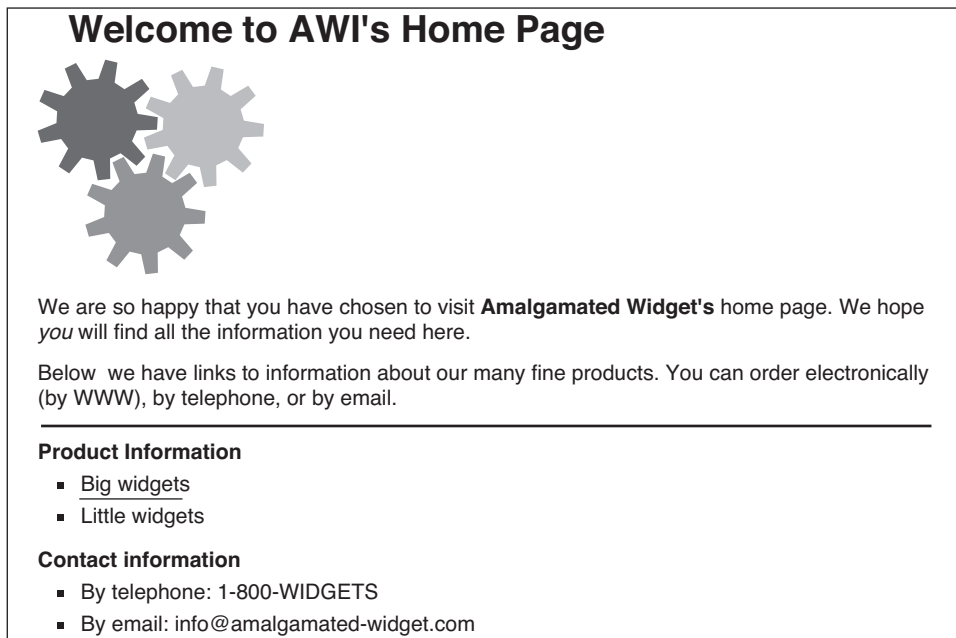 Welcome to AWI's Home Page
We are so happy that you have chosen to visit Amalgamated Widget's home page. We hope
you will find all the information you need here.
Below we have links to information about our many fine products. You can order electronically
(by WWW), by telephone, or by email.
Product Information
▪ Big widgets
▪ Little widgets
Contact information
▪ By telephone: 1-800-WIDGETS
▪ By email: info@amalgamated-widget.com